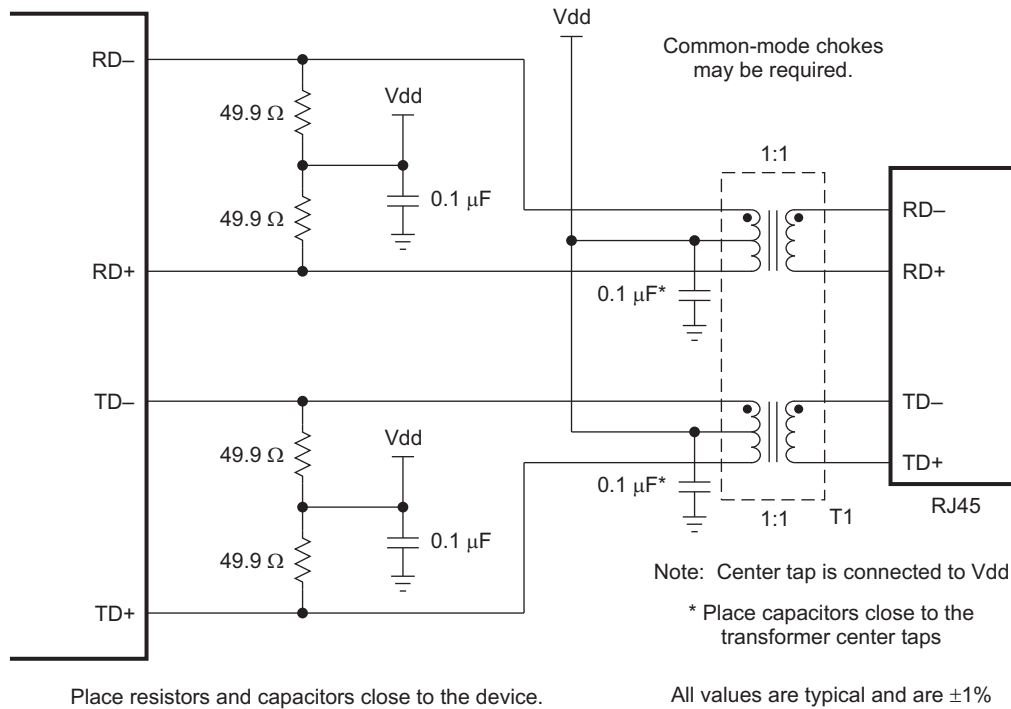 Vdd
Common-mode chokes
may be required.
RD–
49.9 Ω
Vdd
0.1 μF
49.9 Ω
RD+
1:1
RD–
RD+
0.1 μF*
TD–
49.9 Ω
Vdd
0.1 μF
49.9 Ω
TD+
TD–
TD+
0.1 μF*
1:1
T1
RJ45
Note: Center tap is connected to Vdd
* Place capacitors close to the
transformer center taps
Place resistors and capacitors close to the device.
All values are typical and are ±1%